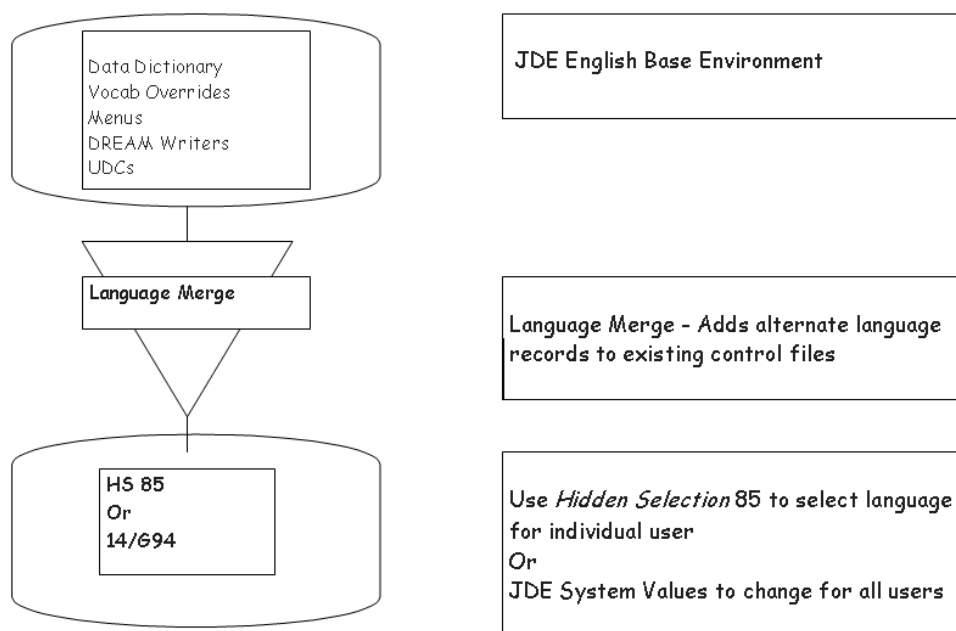 Data Dictionary
Vocab Overrides
Menus
DREAM Writers
UDCs
JDE English Base Environment
Language Merge
Language Merge - Adds alternate language
records to existing control files
HS 85
Or
14/G94
Use Hidden Selection 85 to select language
for individual user
Or
JDE System Values to change for all users